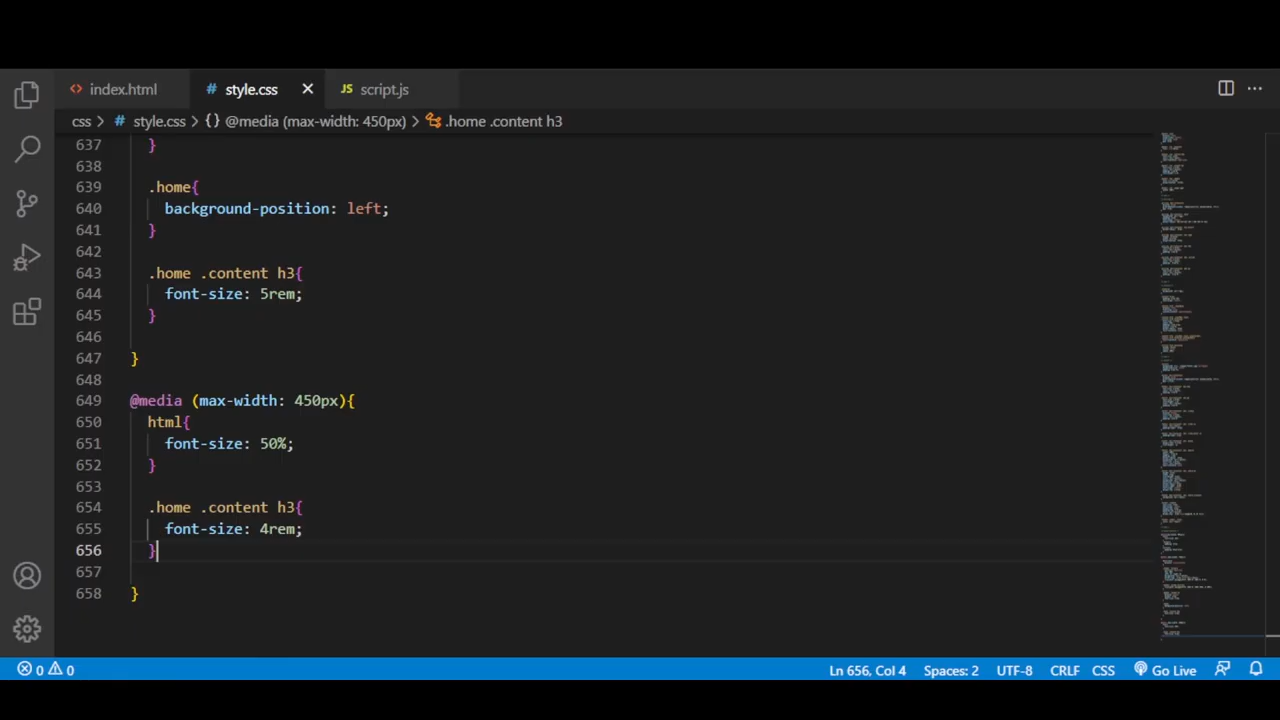 index.html
style.css
JS script.js
css > # style.css > {} @media (max-width: 450px) > .home .content h3
637 }
638
639 .home{
640 background-position: left;
641 }
642
643 .home .content h3{
644 font-size: 5rem;
645 }
646
647 }
648
649 @media (max-width: 450px){
650 html{
651 font-size: 50%;
652 }
653
654 .home .content h3{
655 font-size: 4rem;
656 }
657
658 }
0 0 Ln 656, Col 4 Spaces: 2 UTF-8 CRLF CSS Go Live